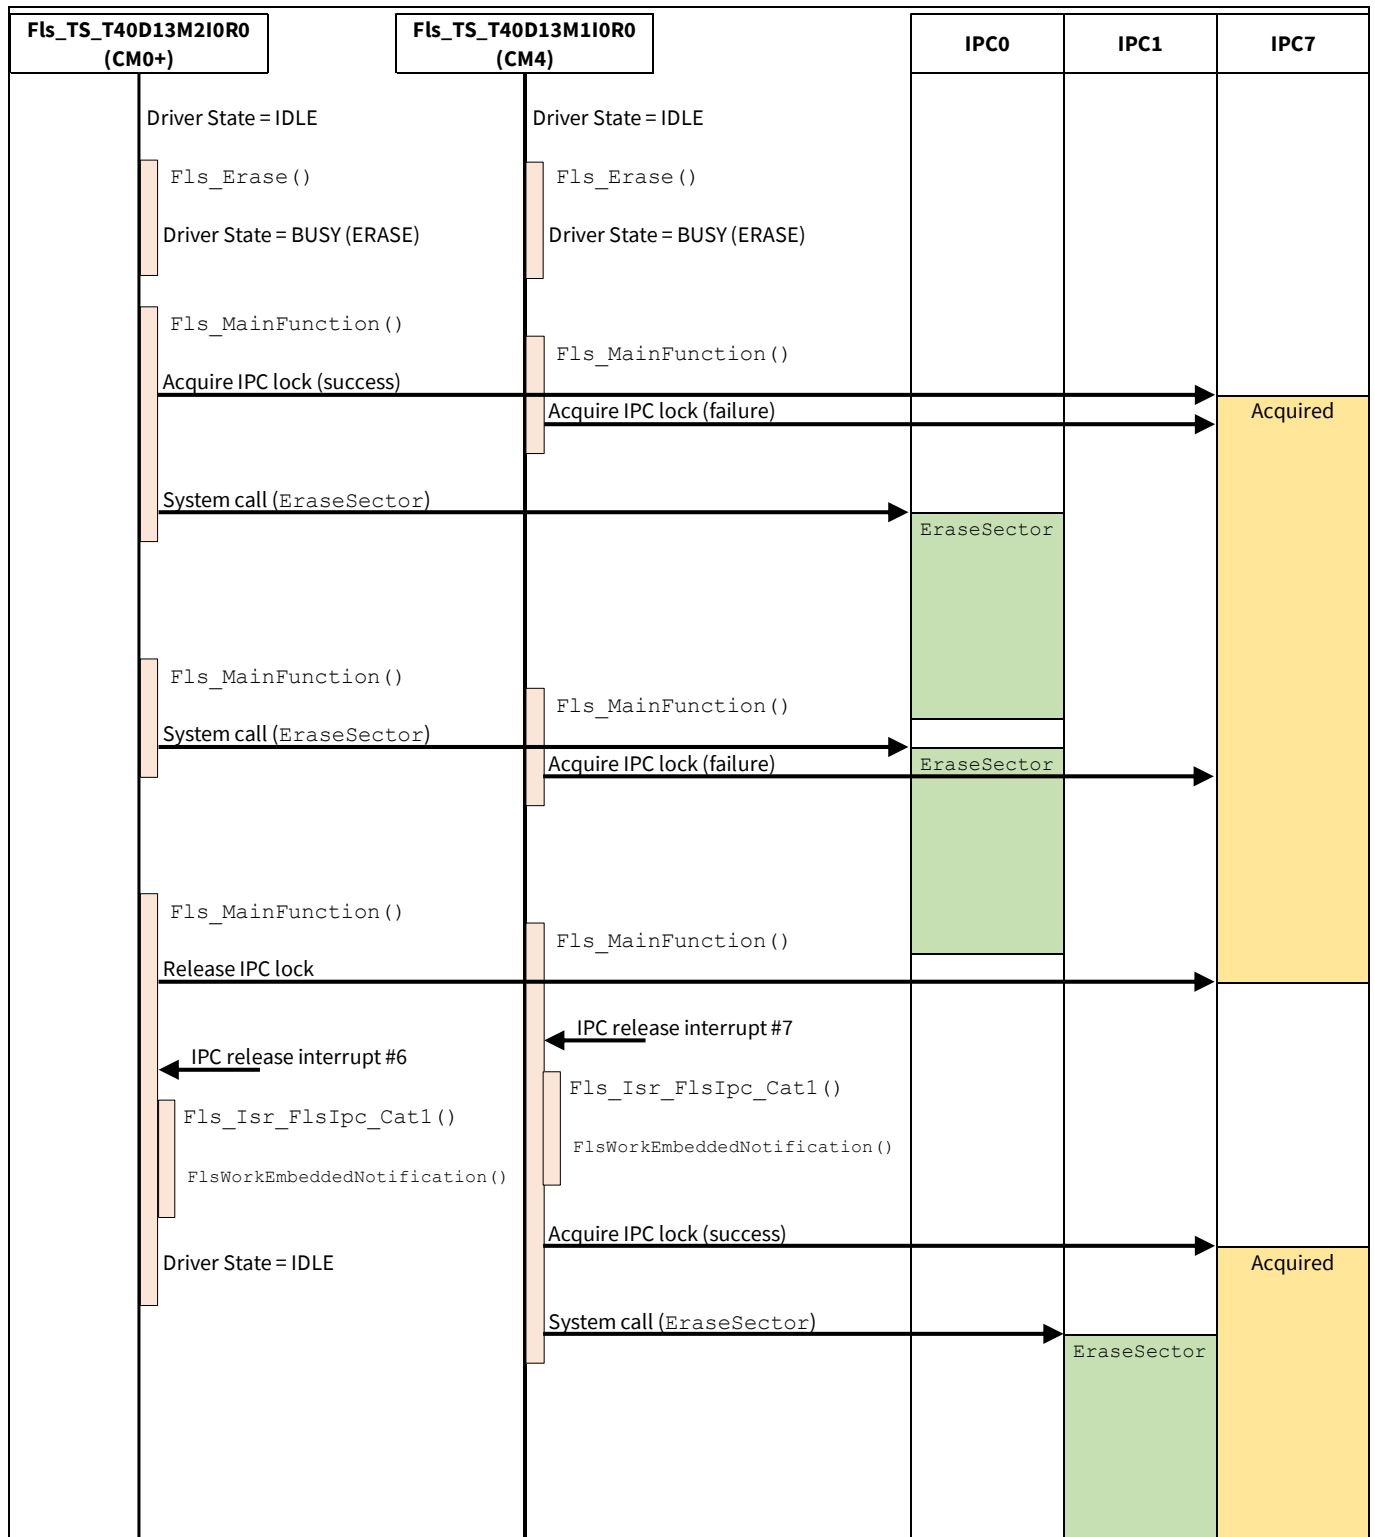 Fls_TS_T40D13M2I0R0
(CM0+)
Fls_TS_T40D13M1I0R0
(CM4)
IPC0
IPC1
IPC7
Driver State = IDLE
Driver State = IDLE
Fls_Erase()
Fls_Erase()
Driver State = BUSY (ERASE)
Driver State = BUSY (ERASE)
Fls_MainFunction()
Fls_MainFunction()
Acquire IPC lock (success)
Acquire IPC lock (failure)
Acquired
System call (EraseSector)
EraseSector
Fls_MainFunction()
Fls_MainFunction()
System call (EraseSector)
Acquire IPC lock (failure)
EraseSector
Fls_MainFunction()
Fls_MainFunction()
Release IPC lock
IPC release interrupt #7
IPC release interrupt #6
Fls_Isr_FlsIpc_Cat1()
Fls_Isr_FlsIpc_Cat1()
FlsWorkEmbeddedNotification()
FlsWorkEmbeddedNotification()
Acquire IPC lock (success)
Driver State = IDLE
Acquired
System call (EraseSector)
EraseSector